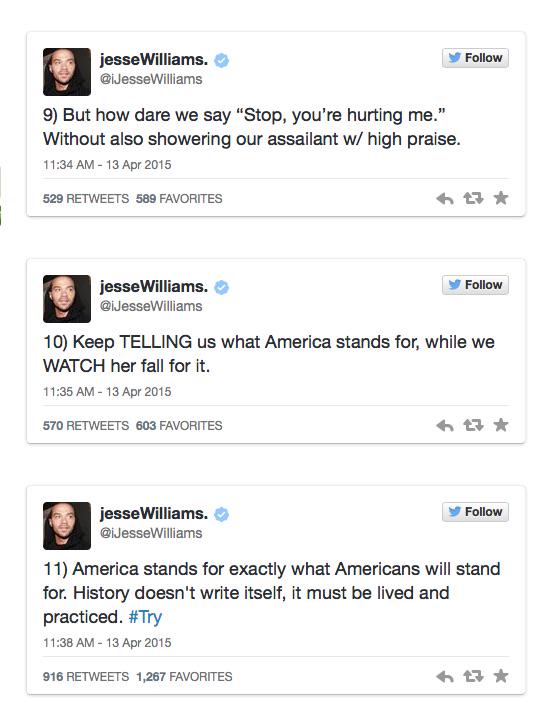 jesseWilliams.
@iJesseWilliams
Follow
9) But how dare we say “Stop, you’re hurting me.”
Without also showering our assailant w/ high praise.
11:34 AM - 13 Apr 2015
529 RETWEETS 589 FAVORITES
jesseWilliams.
@iJesseWilliams
Follow
10) Keep TELLING us what America stands for, while we
WATCH her fall for it.
11:35 AM - 13 Apr 2015
570 RETWEETS 603 FAVORITES
jesseWilliams.
@iJesseWilliams
Follow
11) America stands for exactly what Americans will stand
for. History doesn't write itself, it must be lived and
practiced. #Try
11:38 AM - 13 Apr 2015
916 RETWEETS 1,267 FAVORITES